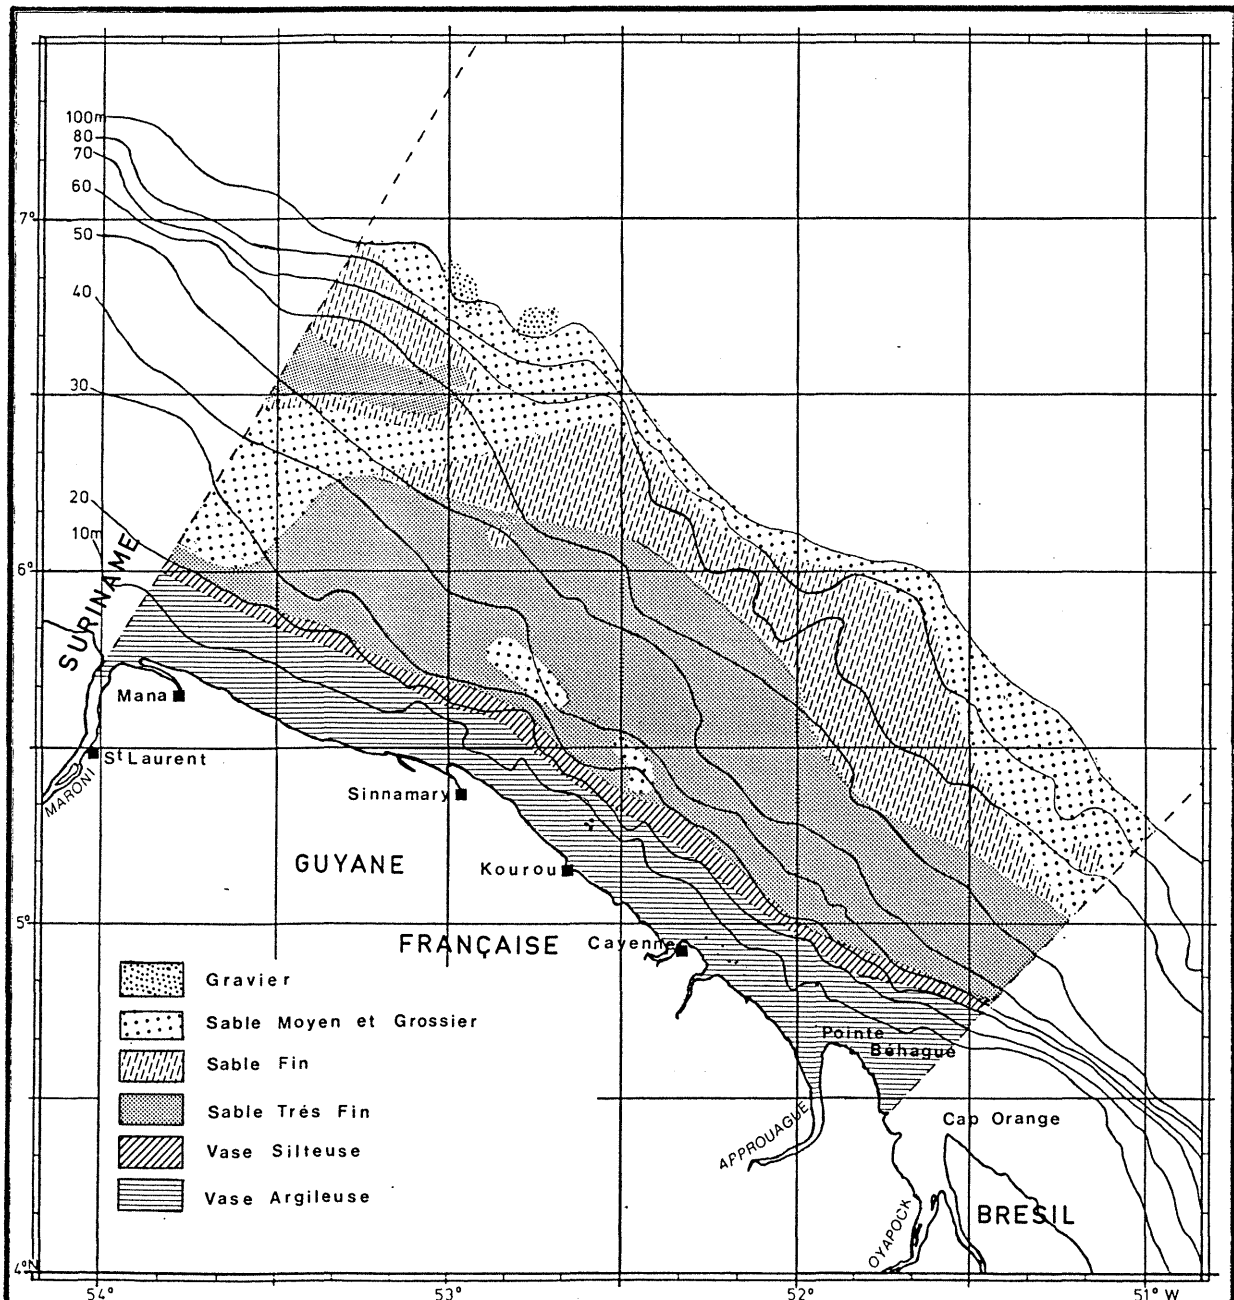 100m
80
70
60
7°
50
40
30
20
10m
6°
SURINAME
Mana
St Laurent
MARONI
Sinnamary
GUYANE
Kourou
5°
FRANÇAISE
Cayenne
Gravier
Sable Moyen et Grossier
Pointe
Béhague
Sable Fin
Sable Trés Fin
Cap Orange
APPROUAGUE
Vase Silteuse
Vase Argileuse
BRESIL
OYAPOCK
4°N
54°
53°
52°
51° W